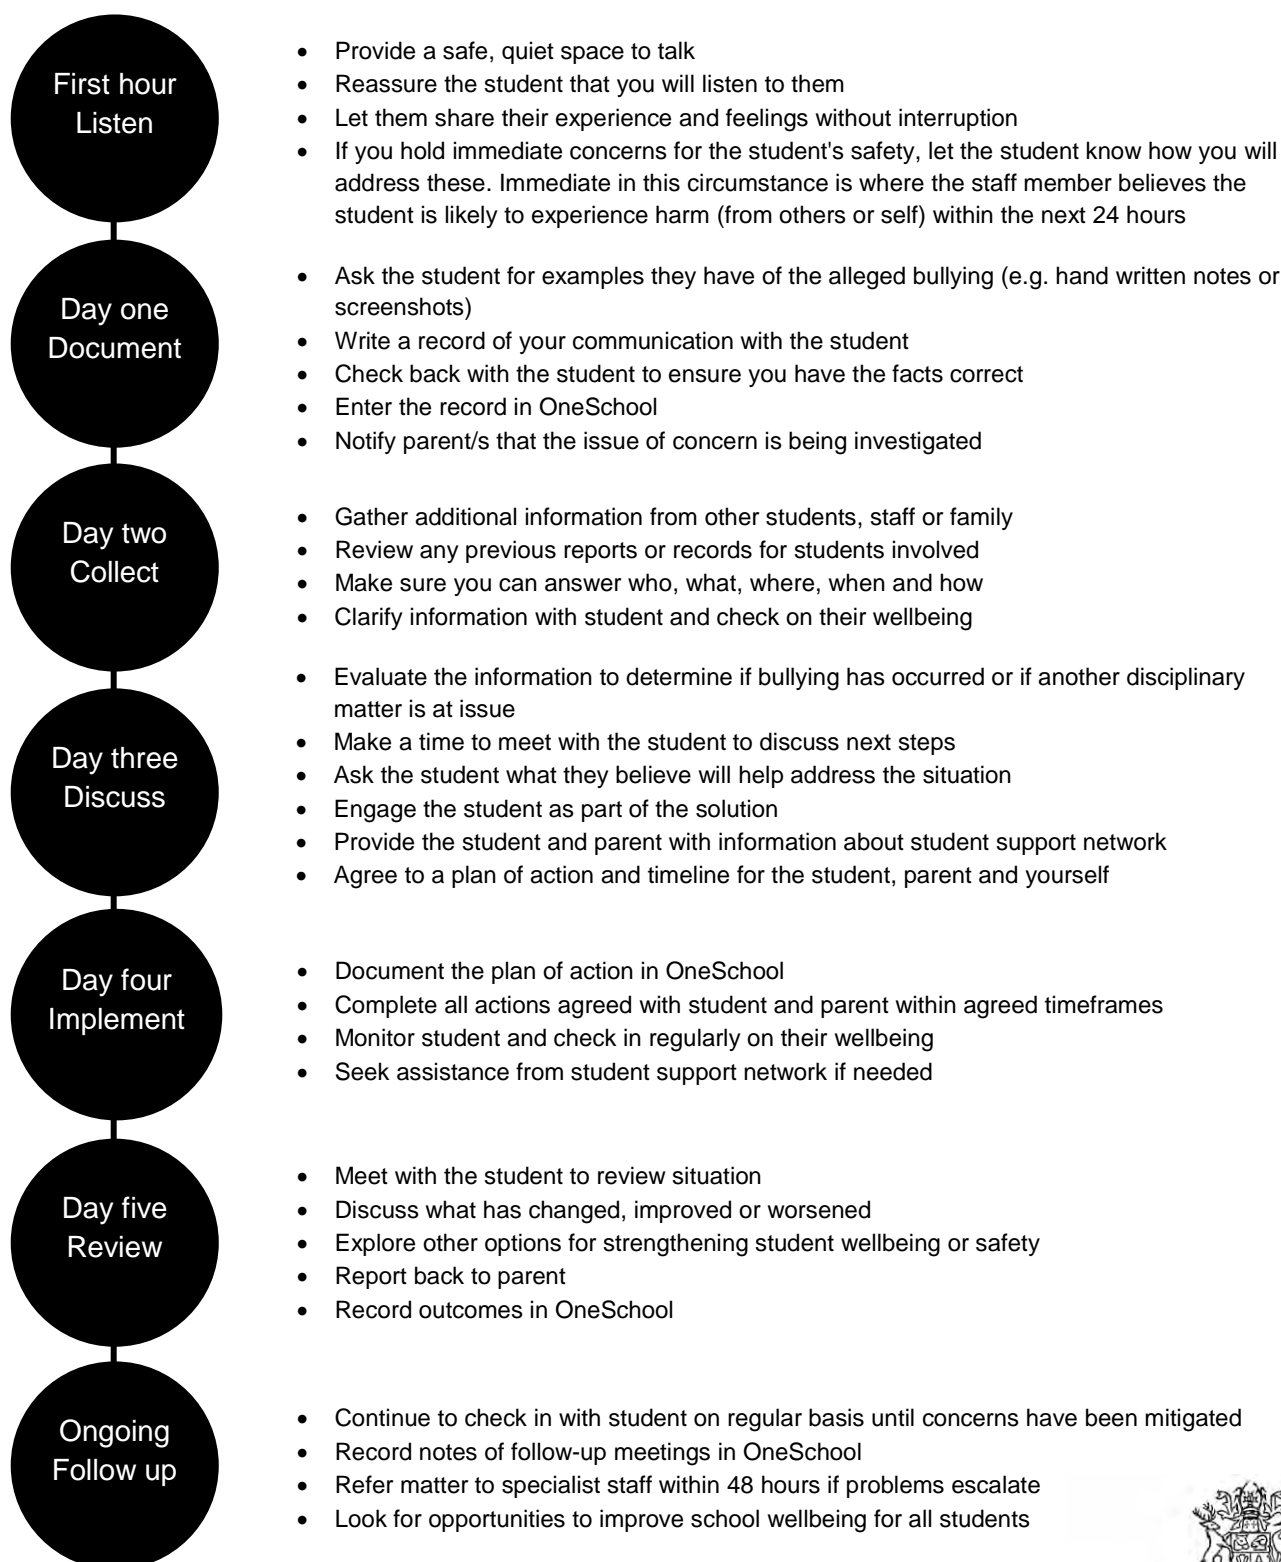 First hour
Listen
• Provide a safe, quiet space to talk
• Reassure the student that you will listen to them
• Let them share their experience and feelings without interruption
• If you hold immediate concerns for the student's safety, let the student know how you will
address these. Immediate in this circumstance is where the staff member believes the
student is likely to experience harm (from others or self) within the next 24 hours
Day one
Document
• Ask the student for examples they have of the alleged bullying (e.g. hand written notes or
screenshots)
• Write a record of your communication with the student
• Check back with the student to ensure you have the facts correct
• Enter the record in OneSchool
• Notify parent/s that the issue of concern is being investigated
Day two
Collect
• Gather additional information from other students, staff or family
• Review any previous reports or records for students involved
• Make sure you can answer who, what, where, when and how
• Clarify information with student and check on their wellbeing
Day three
Discuss
• Evaluate the information to determine if bullying has occurred or if another disciplinary
matter is at issue
• Make a time to meet with the student to discuss next steps
• Ask the student what they believe will help address the situation
• Engage the student as part of the solution
• Provide the student and parent with information about student support network
• Agree to a plan of action and timeline for the student, parent and yourself
Day four
Implement
• Document the plan of action in OneSchool
• Complete all actions agreed with student and parent within agreed timeframes
• Monitor student and check in regularly on their wellbeing
• Seek assistance from student support network if needed
Day five
Review
• Meet with the student to review situation
• Discuss what has changed, improved or worsened
• Explore other options for strengthening student wellbeing or safety
• Report back to parent
• Record outcomes in OneSchool
Ongoing
Follow up
• Continue to check in with student on regular basis until concerns have been mitigated
• Record notes of follow-up meetings in OneSchool
• Refer matter to specialist staff within 48 hours if problems escalate
• Look for opportunities to improve school wellbeing for all students